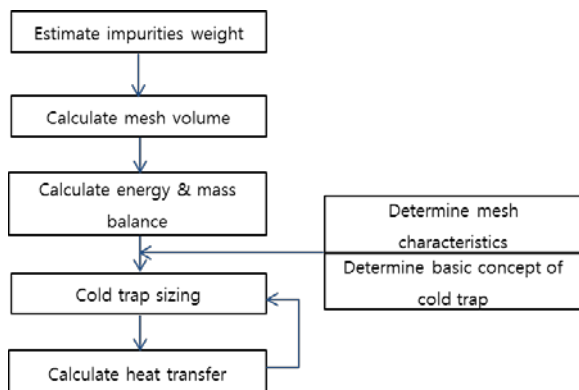 Estimate impurities weight
Calculate mesh volume
Calculate energy & mass
balance
Determine mesh
characteristics
Determine basic concept of
cold trap
Cold trap sizing
Calculate heat transfer